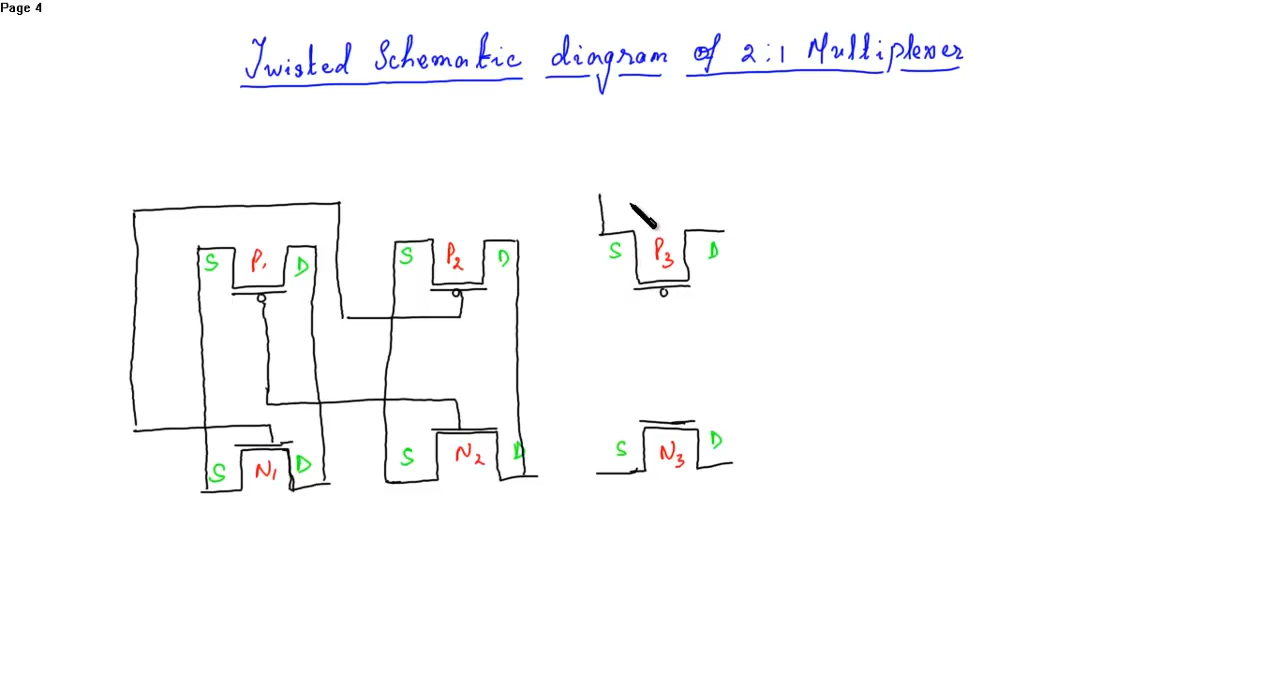 Page 4
Twisted Schematic diagram of 2:1 Multiplexer
S P1 D S P2 D S P3 D
S N1 D S N2 D S N3 D